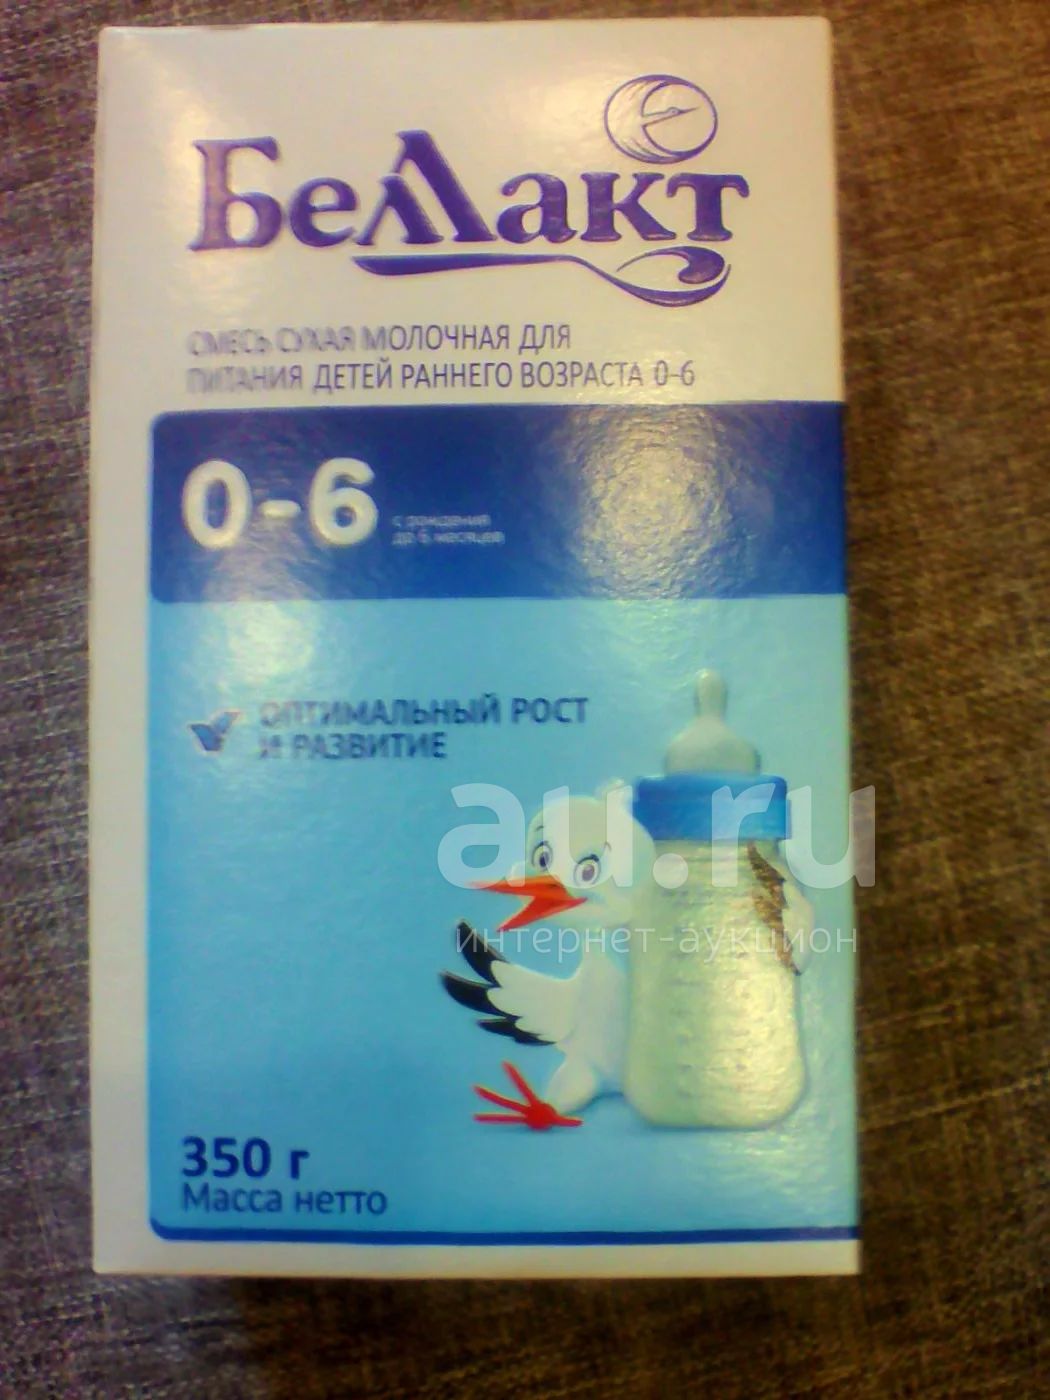 Беллакт
СМЕСЬ СУХАЯ МОЛОЧНАЯ ДЛЯ
ПИТАНИЯ ДЕТЕЙ РАННЕГО ВОЗРАСТА 0-6
0-6
с рождения
до 6 месяцев
ОПТИМАЛЬНЫЙ РОСТ
И РАЗВИТИЕ
au.ru
интернет-аукцион
350 г
Масса нетто